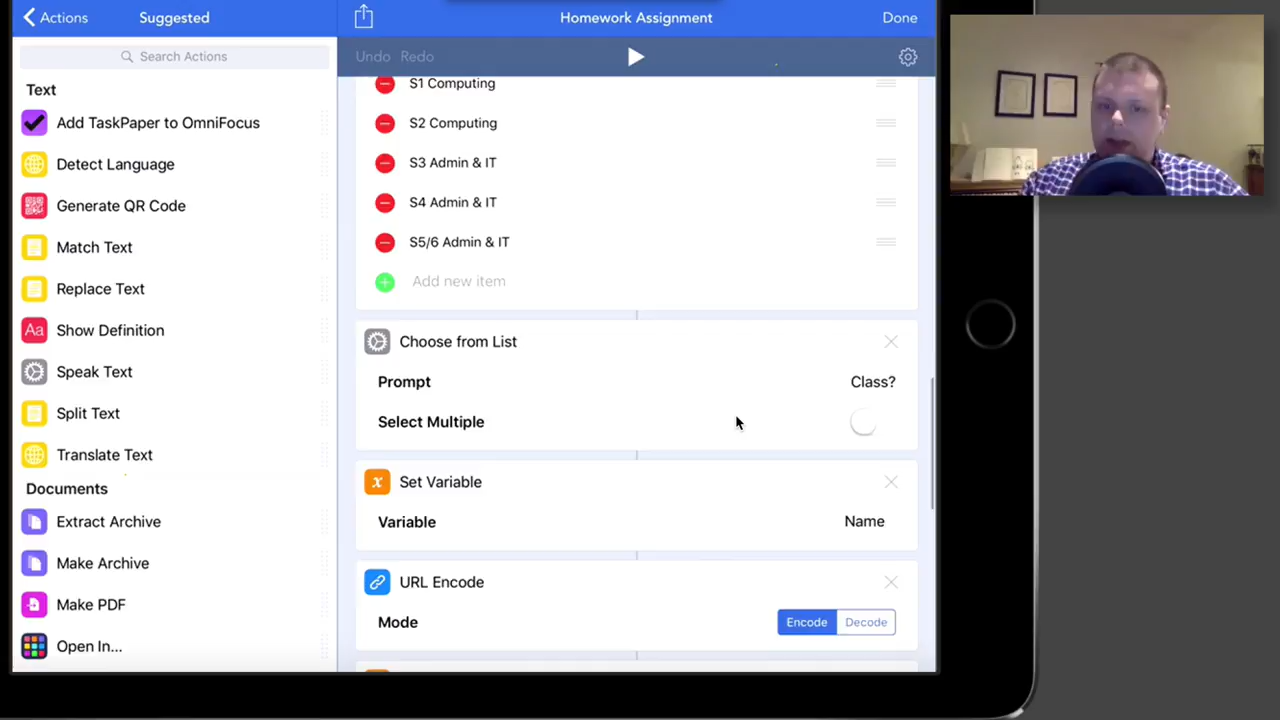 Actions
Suggested
Homework Assignment
Done
Search Actions
Undo
Redo
Text
Add TaskPaper to OmniFocus
Detect Language
Generate QR Code
Match Text
Replace Text
Aa
Show Definition
Speak Text
Split Text
Translate Text
Documents
Extract Archive
Make Archive
Make PDF
Open In...
S1 Computing
S2 Computing
S3 Admin & IT
S4 Admin & IT
S5/6 Admin & IT
Add new item
Choose from List
Prompt
Class?
Select Multiple
x
Set Variable
Variable
Name
URL Encode
Mode
Encode
Decode